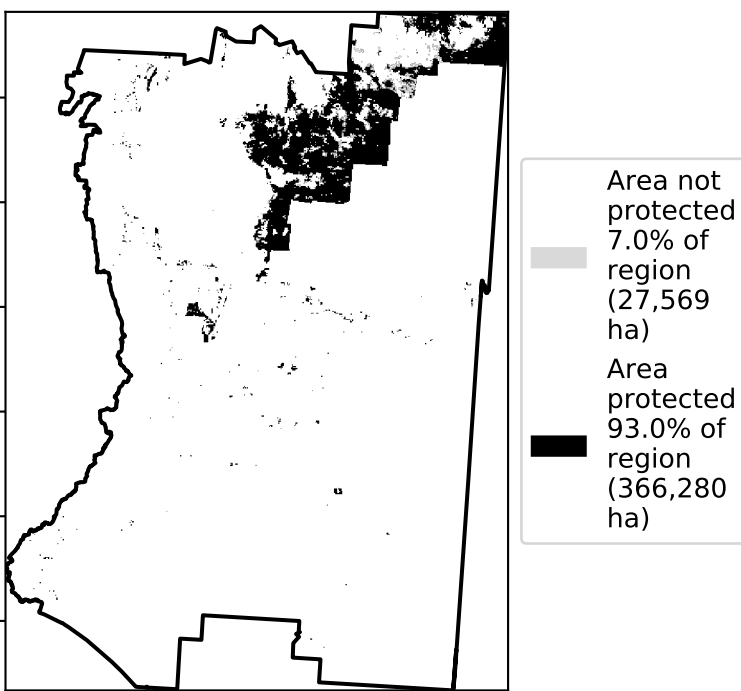 Area not
protected
7.0% of
region
(27,569
ha)
Area
protected
93.0% of
region
(366,280
ha)